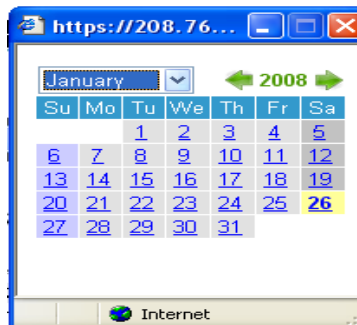 https://208.76...
January 2008
Su Mo Tu We Th Fr Sa
1 2 3 4 5
6 7 8 9 10 11 12
13 14 15 16 17 18 19
20 21 22 23 24 25 26
27 28 29 30 31
Internet